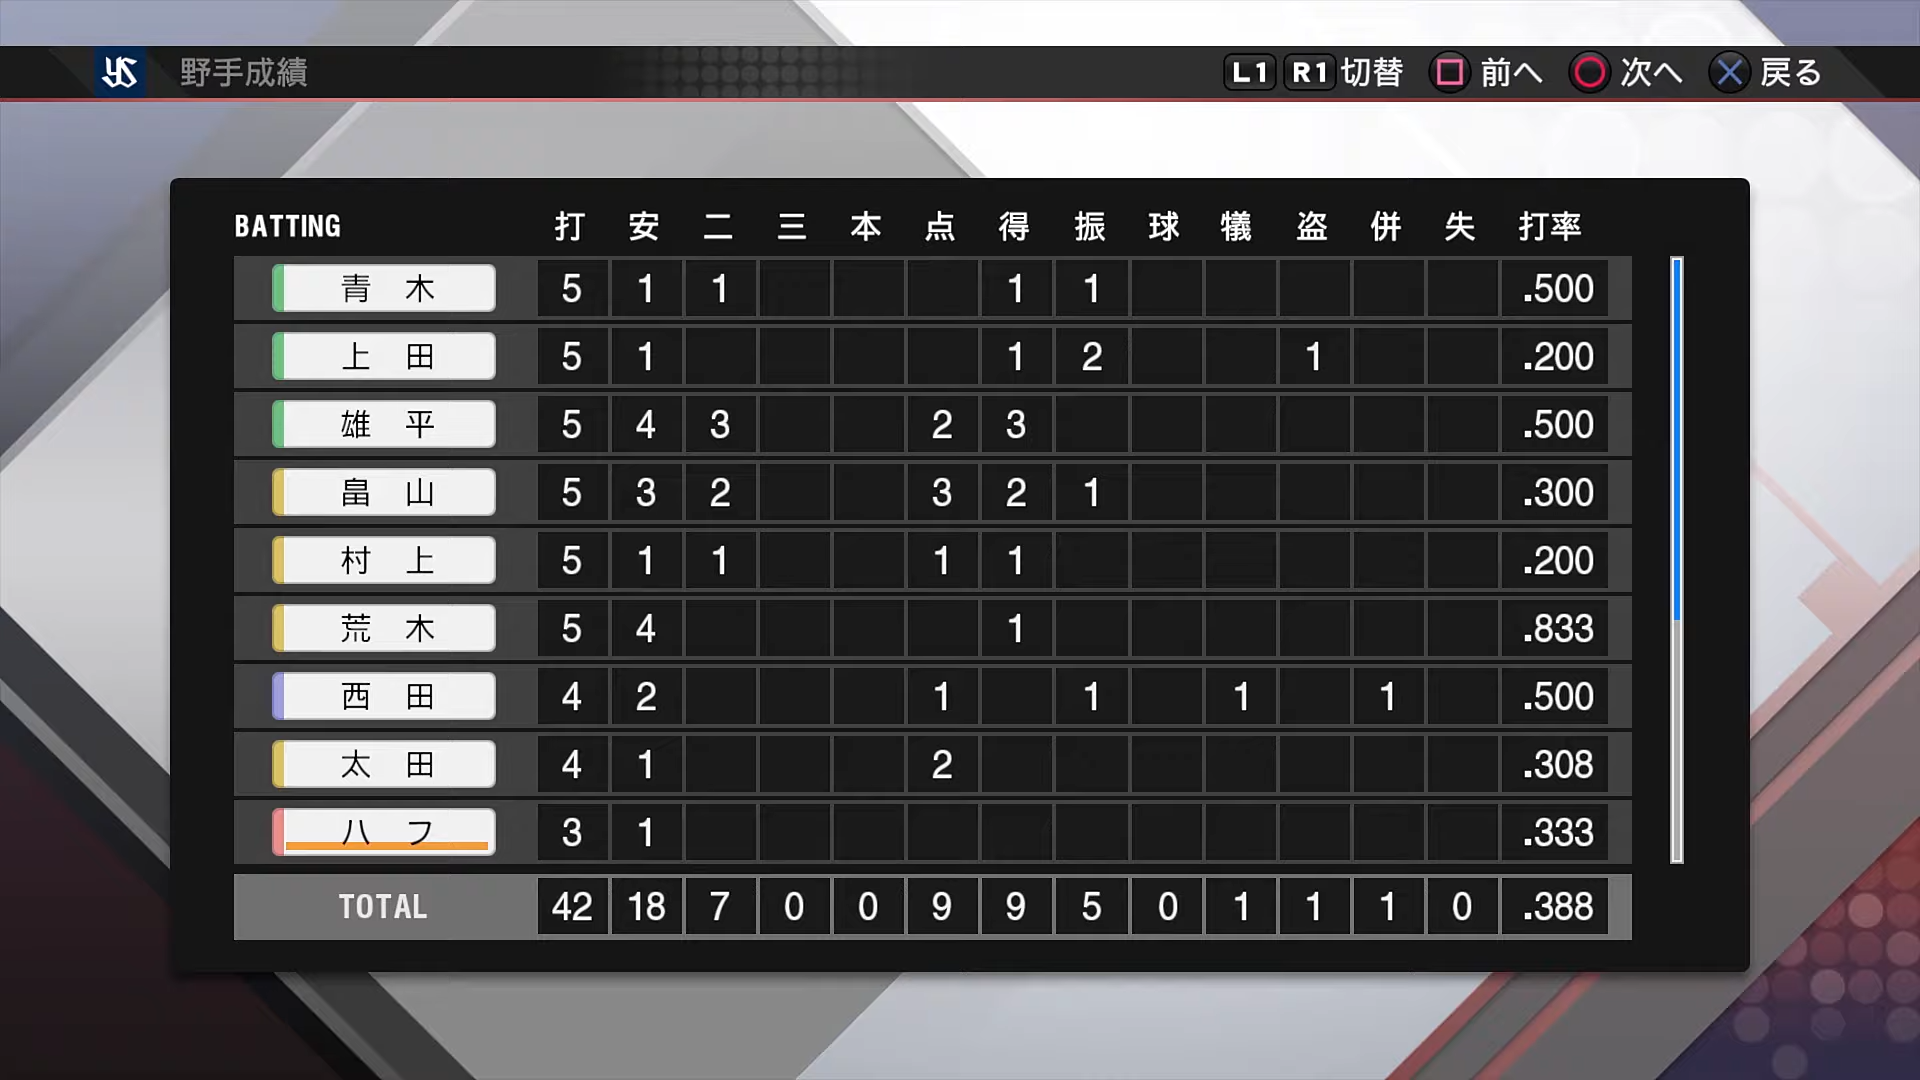 YS 野手成績 L1 R1 切替 前へ 次へ 戻る
BATTING 打 安 二 三 本 点 得 振 球 犠 盗 併 失 打率
青木 5 1 1 1 1 .500
上田 5 1 1 2 1 .200
雄平 5 4 3 2 3 .500
畠山 5 3 2 3 2 1 .300
村上 5 1 1 1 1 .200
荒木 5 4 1 .833
西田 4 2 1 1 1 1 .500
太田 4 1 2 .308
ハフ 3 1 .333
TOTAL 42 18 7 0 0 9 9 5 0 1 1 1 0 .388